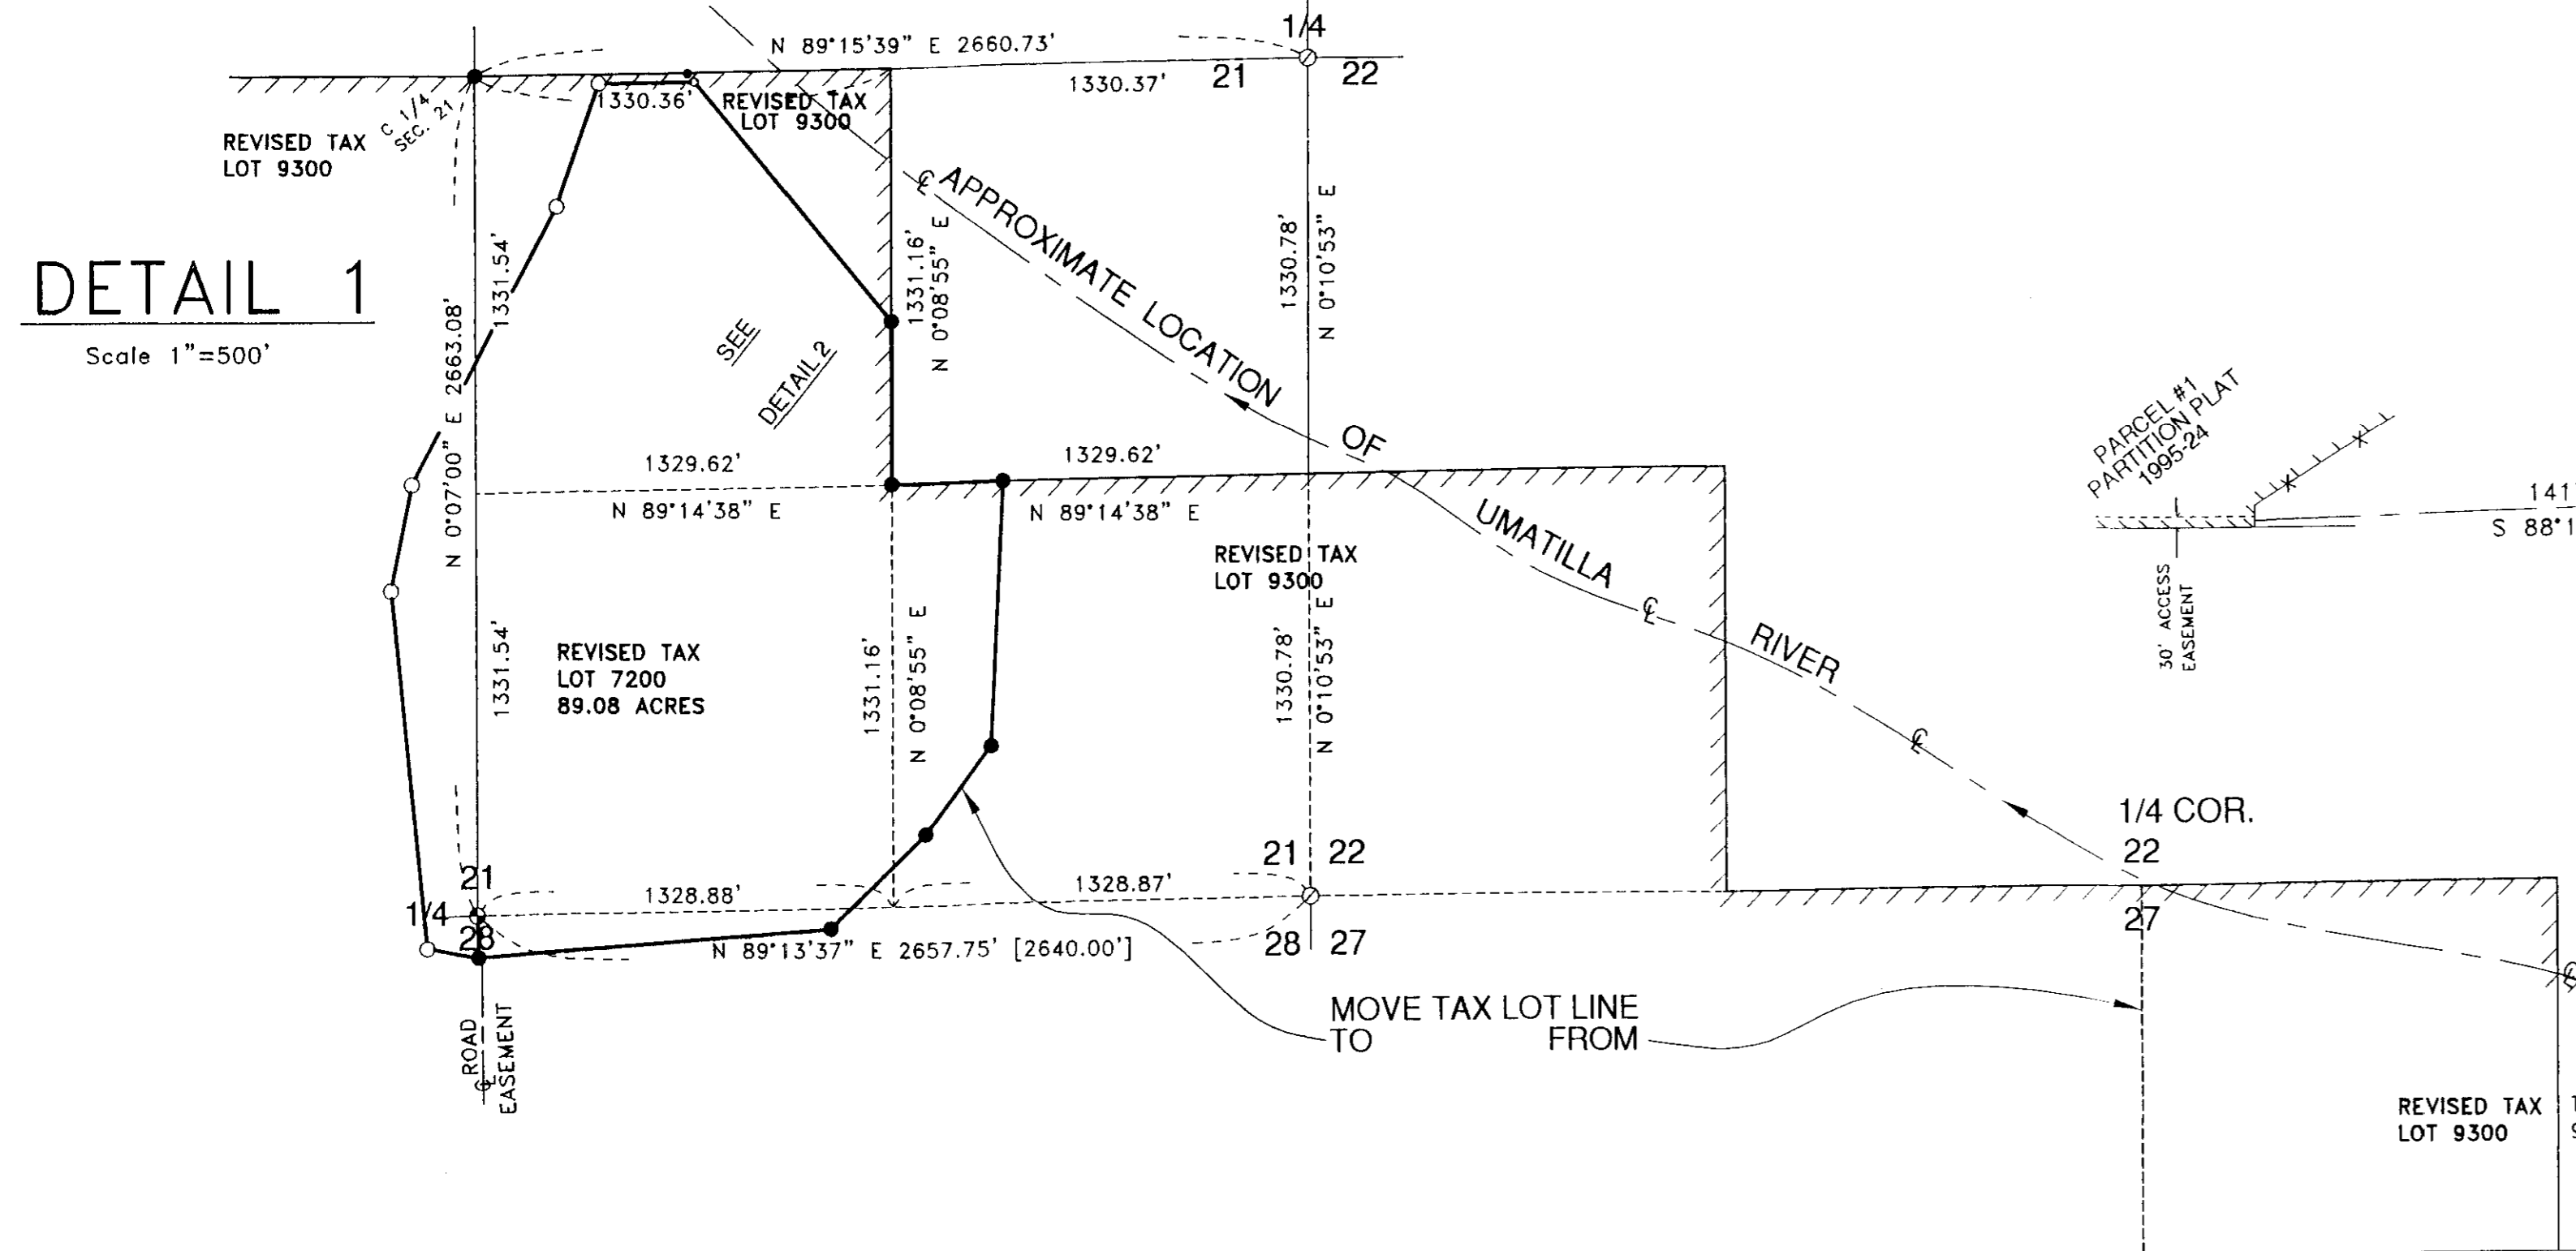 1/4
N 89°15'39" E 2660.73'
1330.36'
1330.37'
21
22
REVISED TAX
LOT 9300
C 1/4
SEC. 21
REVISED TAX
LOT 9300
DETAIL 1
Scale 1"=500'
1331.54'
N 0°07'00" E 2663.08'
SEE
DETAIL 2
1331.16'
N 0°08'55" E
℄ APPROXIMATE LOCATION OF UMATILLA ℄ RIVER ℄
1330.78'
N 0°10'53" E
PARCEL #1
PARTITION PLAT
1995-24
141
S 88°1
30' ACCESS
EASEMENT
1329.62'
N 89°14'38" E
1329.62'
N 89°14'38" E
REVISED TAX
LOT 9300
REVISED TAX
LOT 7200
89.08 ACRES
1331.54'
1331.16'
N 0°08'55" E
1330.78'
N 0°10'53" E
1/4 COR.
22
27
21
1/4
28
1328.88'
1328.87'
21
22
28
27
N 89°13'37" E 2657.75' [2640.00']
MOVE TAX LOT LINE
TO FROM
℄ ROAD
EASEMENT
REVISED TAX
LOT 9300